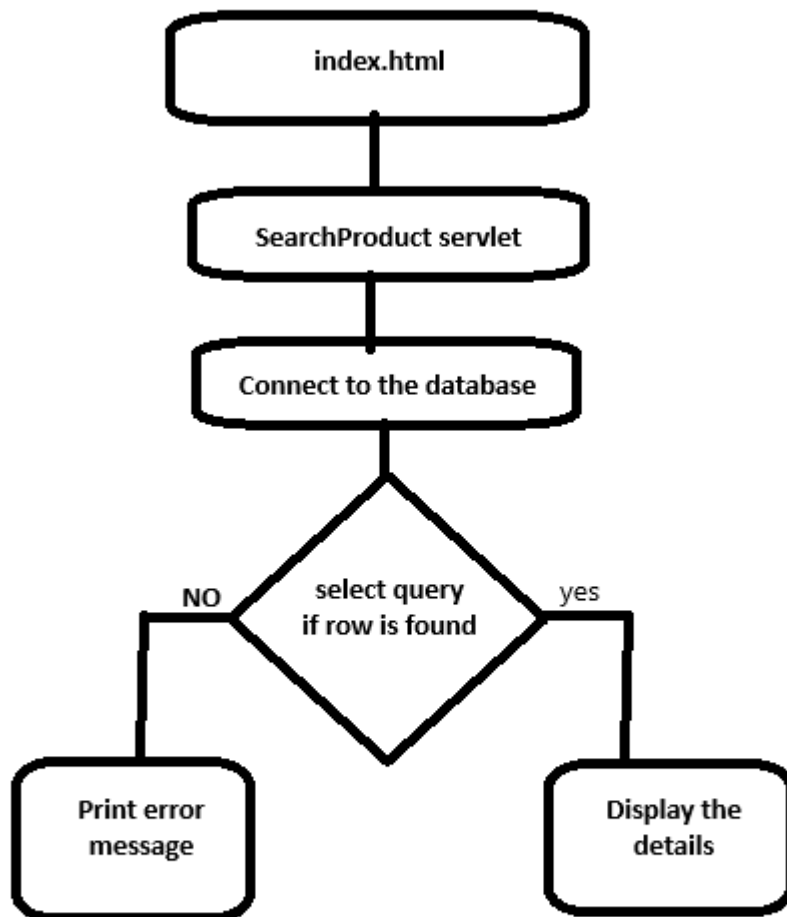 index.html
SearchProduct servlet
Connect to the database
select query
if row is found
NO
yes
Print error
message
Display the
details